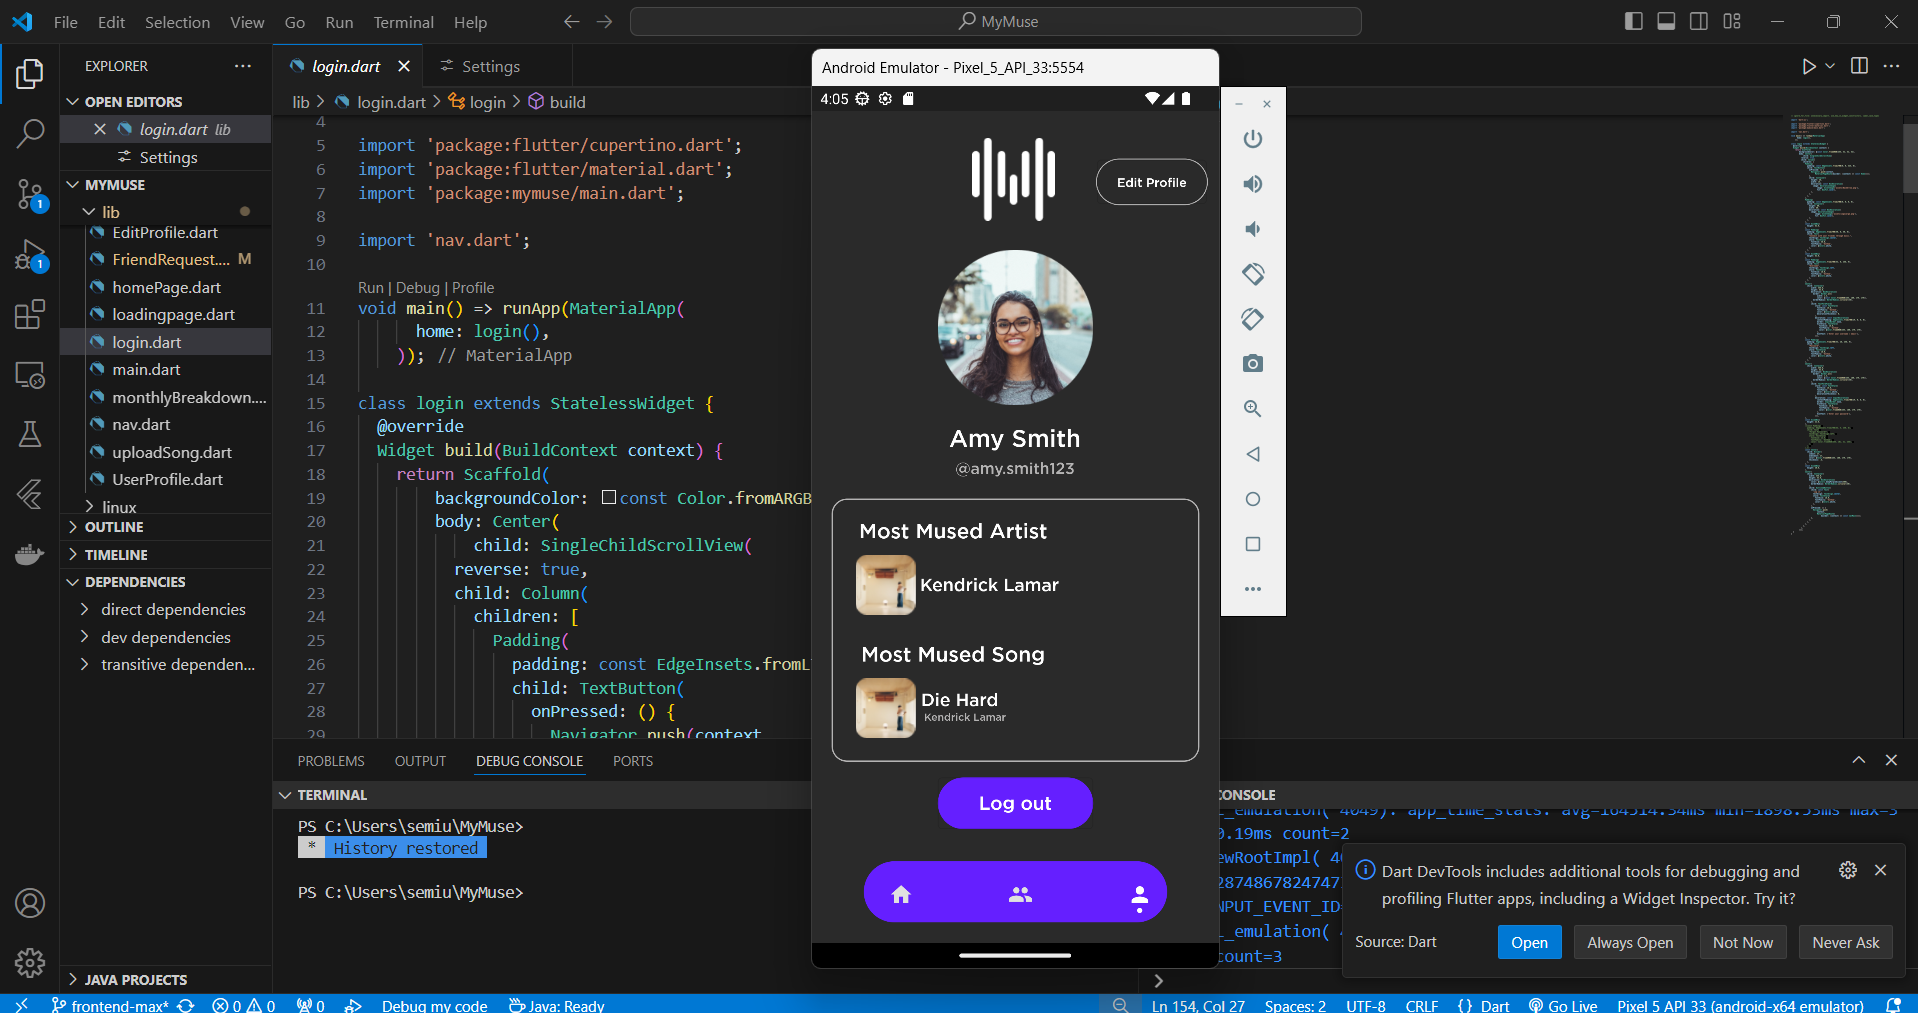 File Edit Selection View Go Run Terminal Help
MyMuse
EXPLORER
OPEN EDITORS
login.dart lib
Settings
MYMUSE
lib
EditProfile.dart
FriendRequest.... M
homePage.dart
loadingpage.dart
login.dart
main.dart
monthlyBreakdown....
nav.dart
uploadSong.dart
UserProfile.dart
linux
OUTLINE
TIMELINE
DEPENDENCIES
direct dependencies
dev dependencies
transitive dependen...
JAVA PROJECTS
1
1
login.dart
Settings
lib > login.dart > login > build
4
5 import 'package:flutter/cupertino.dart';
6 import 'package:flutter/material.dart';
7 import 'package:mymuse/main.dart';
8
9 import 'nav.dart';
10
Run | Debug | Profile
11 void main() => runApp(MaterialApp(
12 home: login(),
13 )); // MaterialApp
14
15 class login extends StatelessWidget {
16 @override
17 Widget build(BuildContext context) {
18 return Scaffold(
19 backgroundColor: const Color.fromARGB
20 body: Center(
21 child: SingleChildScrollView(
22 reverse: true,
23 child: Column(
24 children: [
25 Padding(
26 padding: const EdgeInsets.fromL
27 child: TextButton(
28 onPressed: () {
29 Navigator.push(context
Android Emulator - Pixel_5_API_33:5554
4:05
Edit Profile
Amy Smith
@amy.smith123
Most Mused Artist
Kendrick Lamar
Most Mused Song
Die Hard
Kendrick Lamar
Log out
PROBLEMS OUTPUT DEBUG CONSOLE PORTS
TERMINAL
PS C:\Users\semiu\MyMuse>
* History restored
PS C:\Users\semiu\MyMuse>
CONSOLE
_emulation( 4049): app_time_stats: avg=164514.34ms min=1898.53ms max=3
0.19ms count=2
ewRootImpl( 4
2874867824747
NPUT_EVENT_ID=
_emulation(
count=3
Dart DevTools includes additional tools for debugging and
profiling Flutter apps, including a Widget Inspector. Try it?
Source: Dart
Open
Always Open
Not Now
Never Ask
frontend-max* 0 0 0 Debug my code Java: Ready
Ln 154, Col 27 Spaces: 2 UTF-8 CRLF {} Dart Go Live Pixel 5 API 33 (android-x64 emulator)